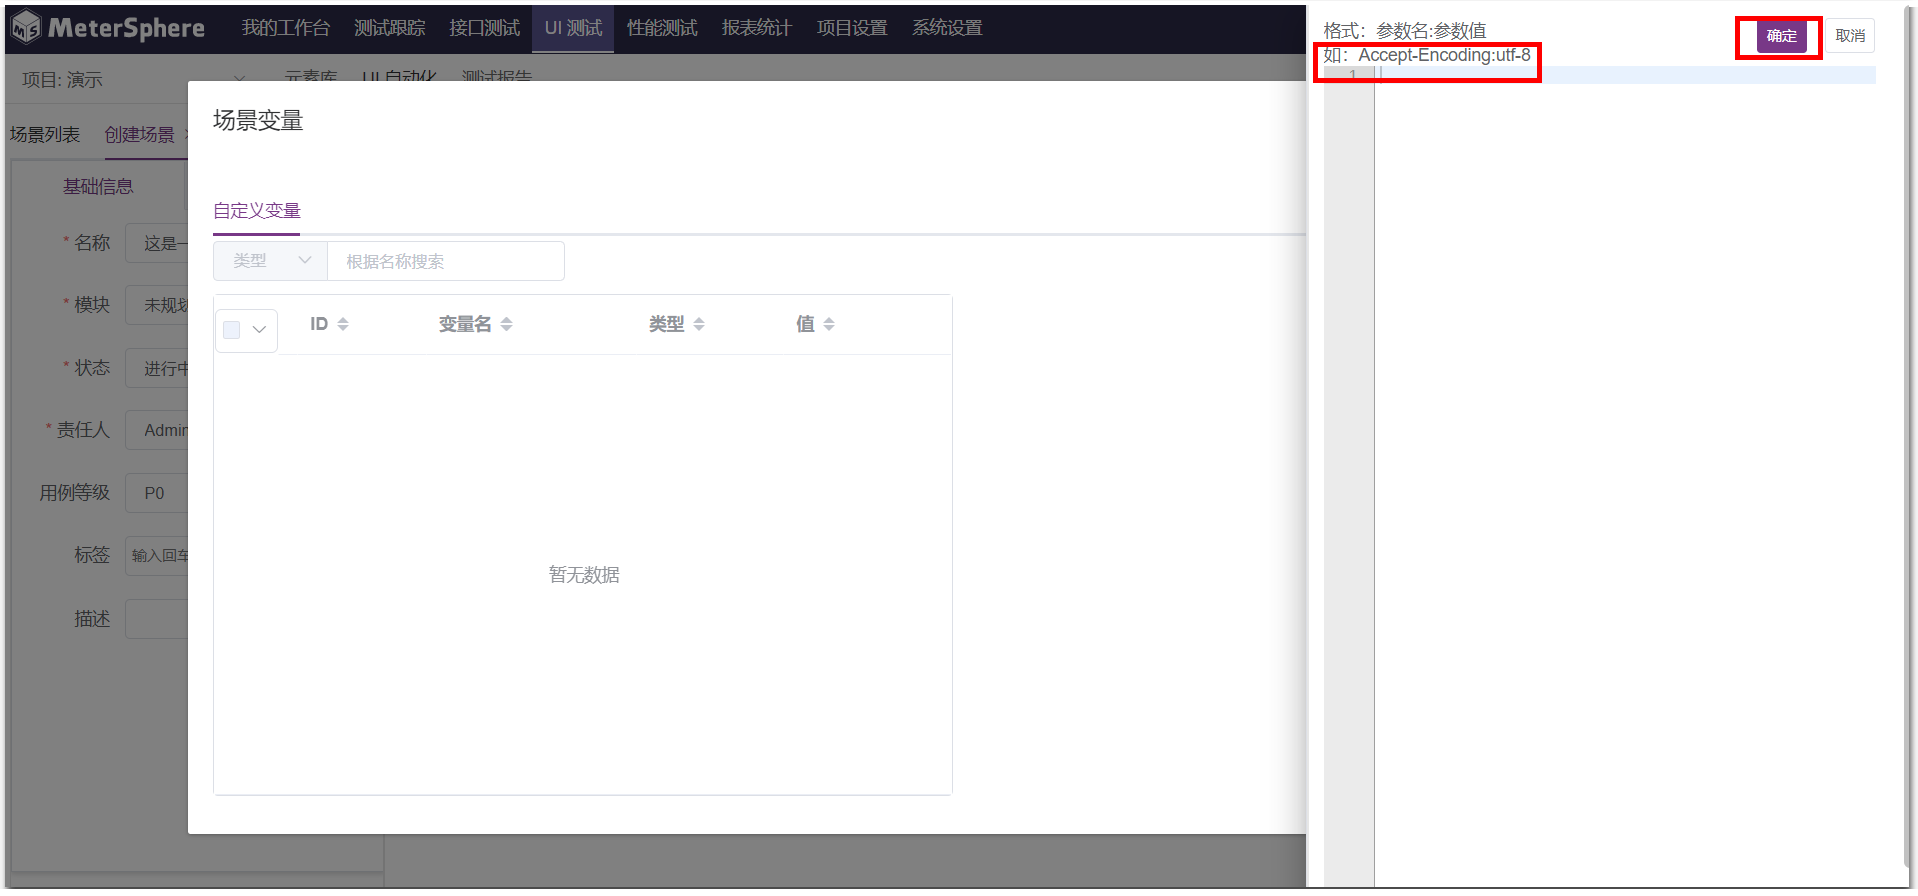 MeterSphere 我的工作台 测试跟踪 接口测试 UI 测试 性能测试 报表统计 项目设置 系统设置
项目: 演示 元素库 UI 自动化 测试报告
场景列表 创建场景
基础信息
* 名称 这是一
* 模块 未规划
* 状态 进行中
* 责任人 Admin
用例等级 P0
标签 输入回车
描述
场景变量
自定义变量
类型 根据名称搜索
ID 变量名 类型 值
暂无数据
格式：参数名:参数值
如：Accept-Encoding:utf-8
确定 取消
1